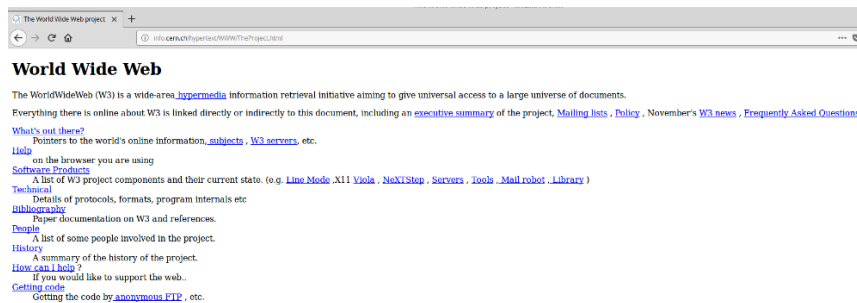 The World Wide Web project
info.cern.ch/hypertext/WWW/TheProject.html
World Wide Web
The WorldWideWeb (W3) is a wide-area hypermedia information retrieval initiative aiming to give universal access to a large universe of documents.
Everything there is online about W3 is linked directly or indirectly to this document, including an executive summary of the project, Mailing lists , Policy , November's W3 news , Frequently Asked Questions
What's out there?
Pointers to the world's online information, subjects , W3 servers, etc.
Help
on the browser you are using
Software Products
A list of W3 project components and their current state. (e.g. Line Mode ,X11 Viola , NeXTStep , Servers , Tools , Mail robot , Library )
Technical
Details of protocols, formats, program internals etc
Bibliography
Paper documentation on W3 and references.
People
A list of some people involved in the project.
History
A summary of the history of the project.
How can I help ?
If you would like to support the web..
Getting code
Getting the code by anonymous FTP , etc.